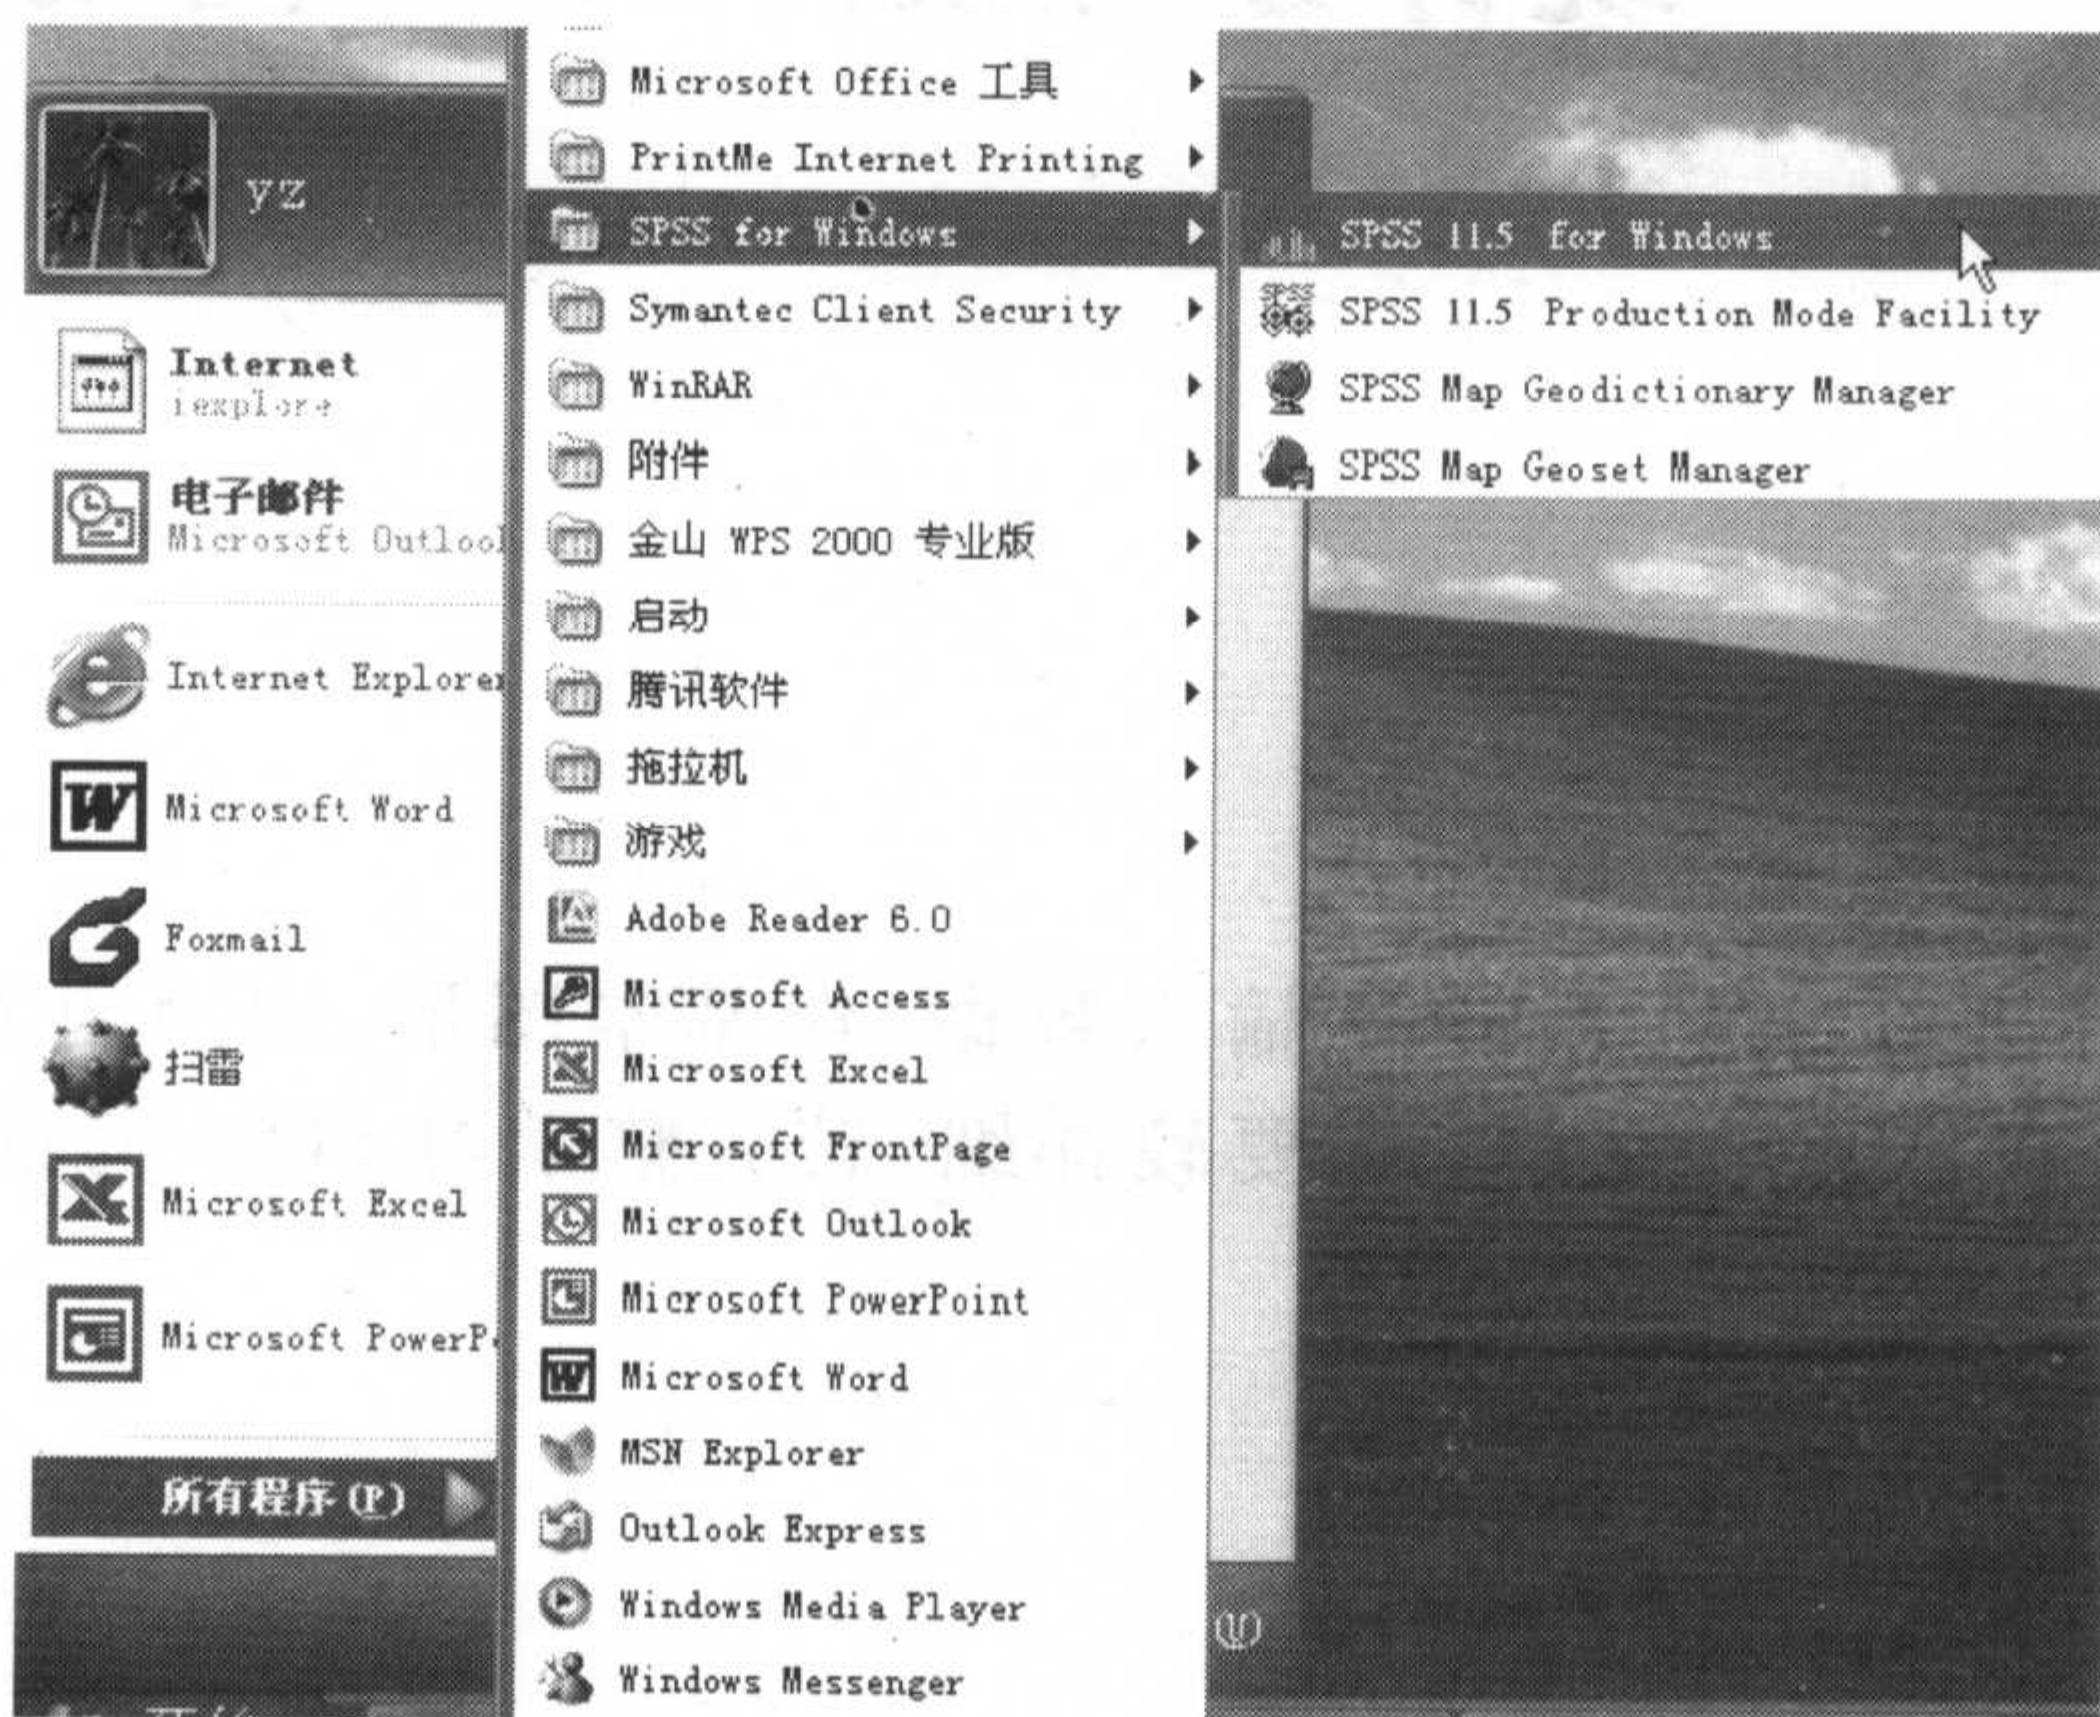 yz
Internet
iexplore
电子邮件
Microsoft Outlook
Internet Explorer
Microsoft Word
Foxmail
扫雷
Microsoft Excel
Microsoft PowerP
所有程序(P)
Microsoft Office 工具
PrintMe Internet Printing
SPSS for Windows
Symantec Client Security
WinRAR
附件
金山 WPS 2000 专业版
启动
腾讯软件
拖拉机
游戏
Adobe Reader 6.0
Microsoft Access
Microsoft Excel
Microsoft FrontPage
Microsoft Outlook
Microsoft PowerPoint
Microsoft Word
MSN Explorer
Outlook Express
Windows Media Player
Windows Messenger
SPSS 11.5 for Windows
SPSS 11.5 Production Mode Facility
SPSS Map Geodictionary Manager
SPSS Map Geoset Manager
(U)